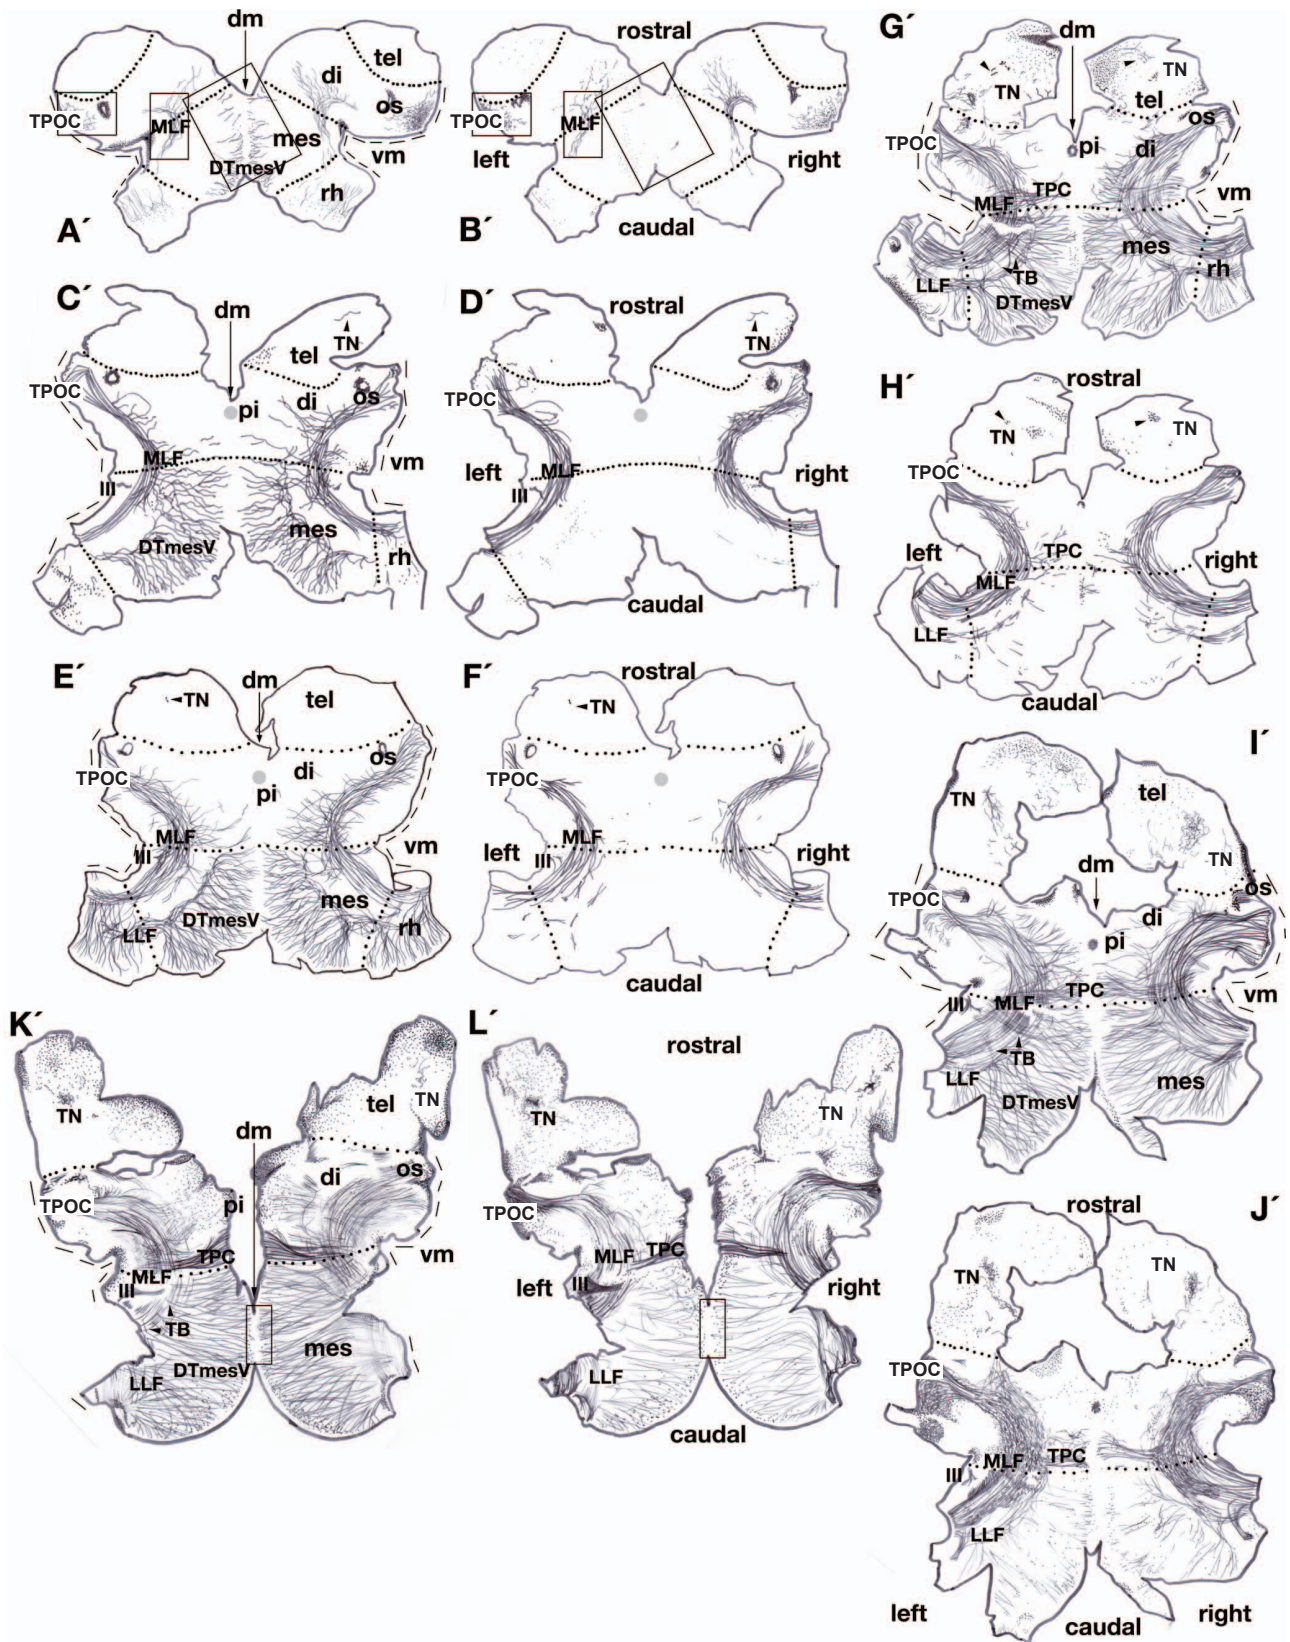 dm
tel
di
os
TPOC
MLF
mes
vm
DTmesV
rh
A´
rostral
TPOC
MLF
left
right
caudal
B´
C´
dm
TN
tel
TPOC
pi
di
os
MLF
vm
III
DTmesV
mes
rh
D´
rostral
TN
TPOC
left
MLF
right
III
caudal
E´
dm
TN
tel
os
TPOC
di
pi
MLF
vm
III
mes
DTmesV
LLF
rh
F´
rostral
TN
TPOC
left
MLF
right
III
caudal
G´
dm
TN
TN
tel
os
TPOC
pi
di
TPC
vm
MLF
mes
TB
rh
LLF
DTmesV
H´
rostral
TN
TN
TPOC
left
TPC
right
MLF
LLF
caudal
I´
TN
tel
TN
dm
os
TPOC
di
pi
TPC
III
MLF
vm
TB
LLF
mes
DTmesV
J´
rostral
TN
TN
TPOC
TPC
MLF
III
LLF
left
right
caudal
K´
TN
tel
TN
dm
di
os
TPOC
pi
TPC
vm
MLF
III
TB
mes
DTmesV
LLF
L´
rostral
TN
TN
TPOC
MLF
TPC
left
III
right
LLF
caudal